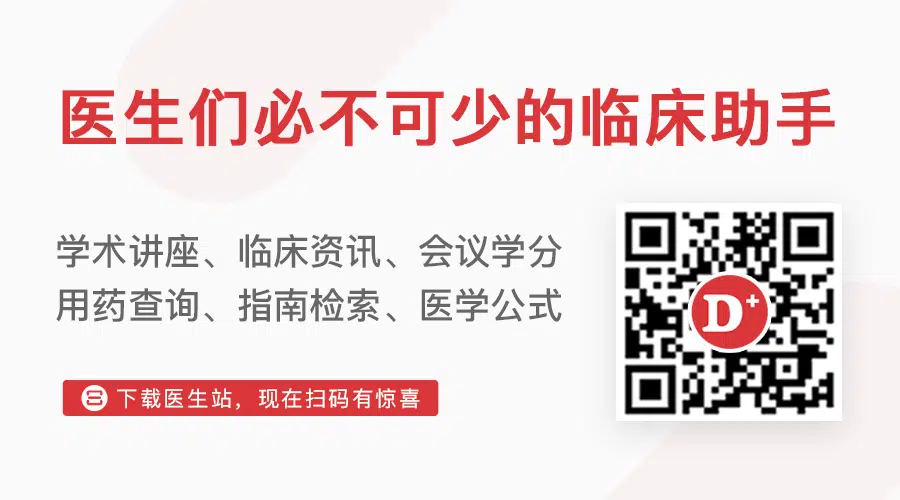 医生们必不可少的临床助手
学术讲座、临床资讯、会议学分
用药查询、指南检索、医学公式
下载医生站，现在扫码有惊喜
D+